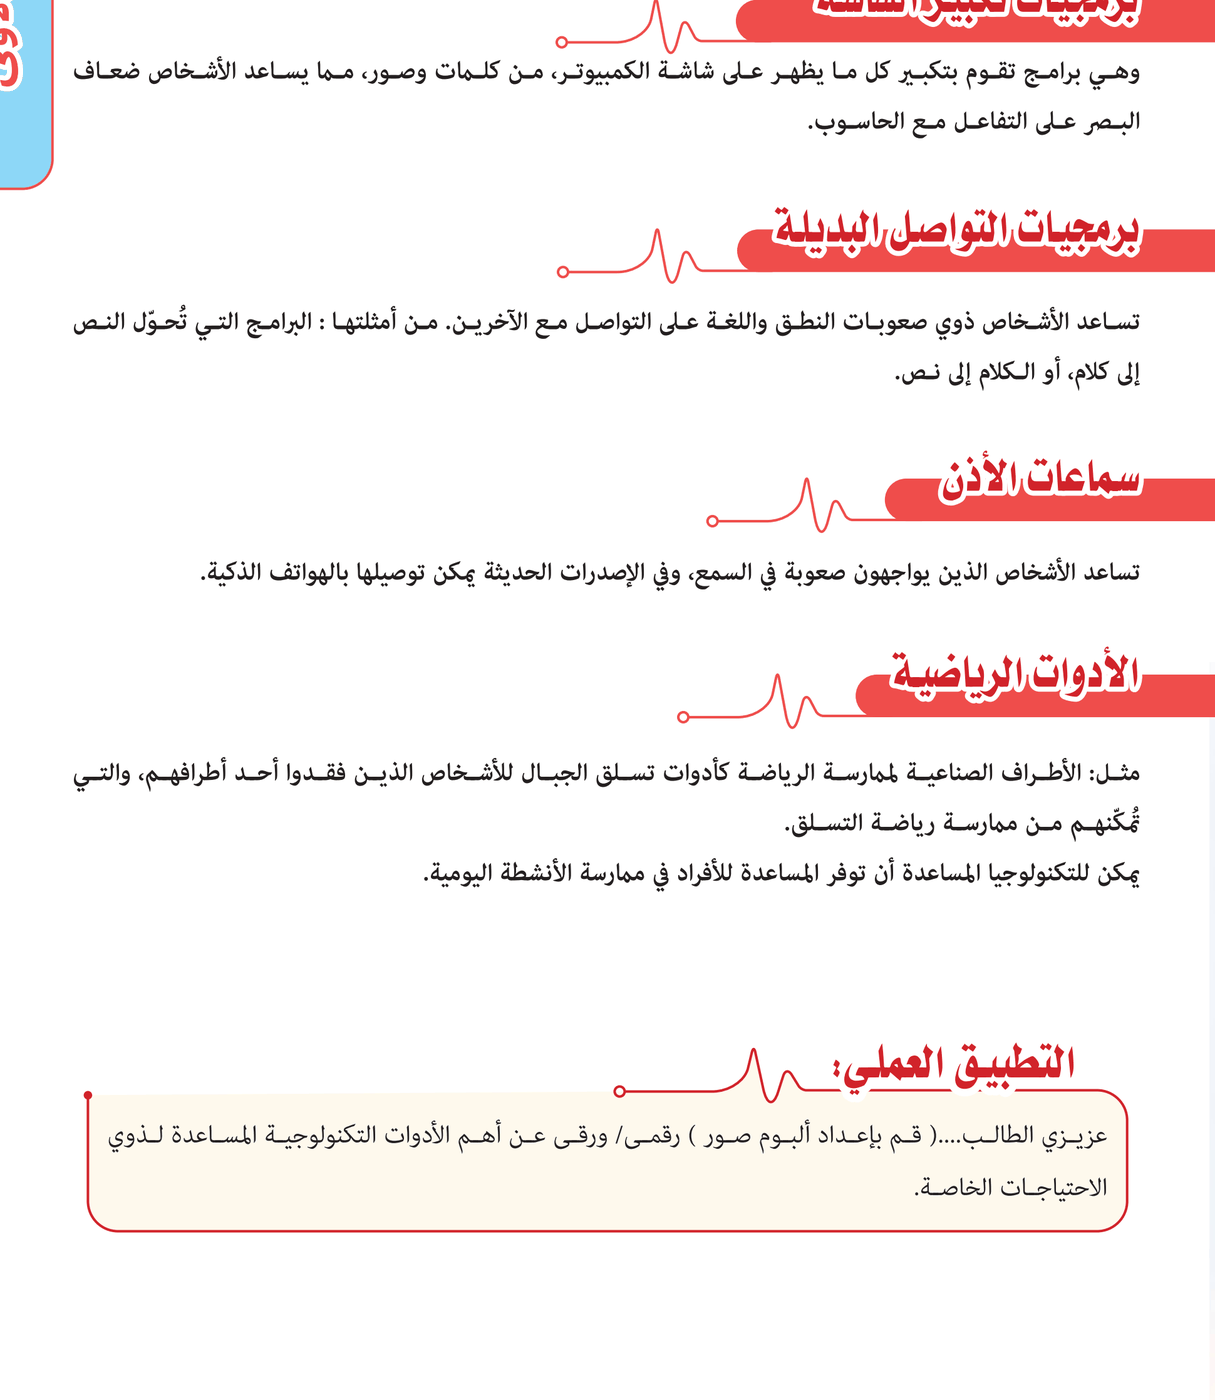 برمجيات تكبير الشاشة
وهي برامج تقوم بتكبير كل ما يظهر على شاشة الكمبيوتر، من كلمات وصور، مما يساعد الأشخاص ضعاف
البصر على التفاعل مع الحاسوب.
برمجيات التواصل البديلة
تساعد الأشخاص ذوي صعوبات النطق واللغة على التواصل مع الآخرين. من أمثلتها : البرامج التي تُحوّل النص
إلى كلام، أو الكلام إلى نص.
سماعات الأذن
تساعد الأشخاص الذين يواجهون صعوبة في السمع، وفي الإصدرات الحديثة يمكن توصيلها بالهواتف الذكية.
الأدوات الرياضية
مثل: الأطراف الصناعية لممارسة الرياضة كأدوات تسلق الجبال للأشخاص الذين فقدوا أحد أطرافهم، والتي
تُمكّنهم من ممارسة رياضة التسلق.
يمكن للتكنولوجيا المساعدة أن توفر المساعدة للأفراد في ممارسة الأنشطة اليومية.
التطبيق العملي:
عزيزي الطالب....( قم بإعداد ألبوم صور ) رقمى/ ورقى عن أهم الأدوات التكنولوجية المساعدة لذوي
الاحتياجات الخاصة.